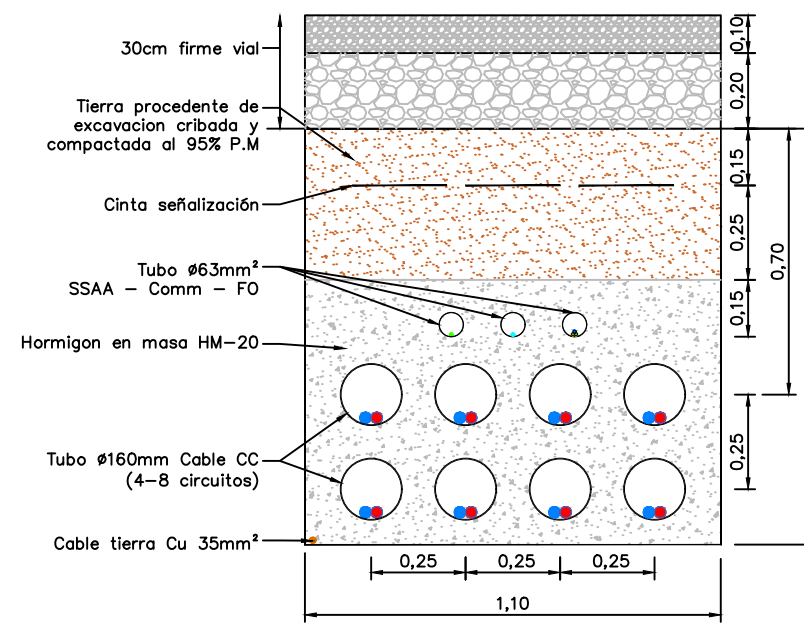 30cm firme vial
Tierra procedente de
excavacion cribada y
compactada al 95% P.M
Cinta señalización
Tubo ø63mm²
SSAA – Comm – FO
Hormigon en masa HM–20
Tubo ø160mm Cable CC
(4–8 circuitos)
Cable tierra Cu 35mm²
0,10
0,20
0,15
0,25
0,15
0,70
0,25
0,25
0,25
0,25
1,10